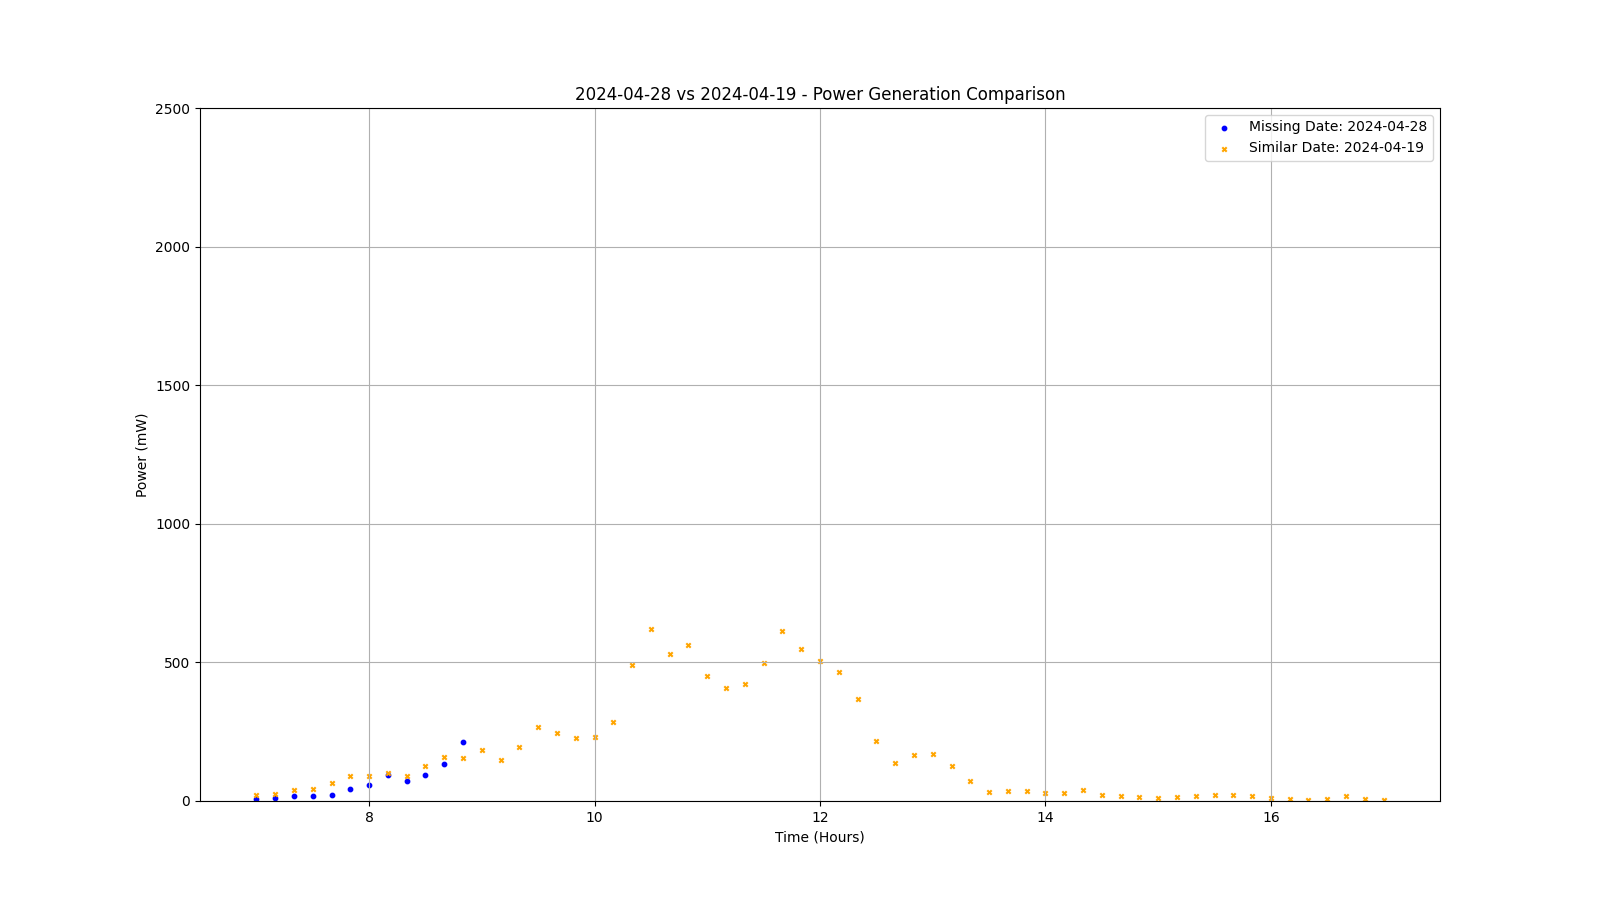 2024-04-28 vs 2024-04-19 - Power Generation Comparison
Missing Date: 2024-04-28
Similar Date: 2024-04-19
2500
2000
1500
1000
500
0
Power (mW)
8 10 12 14 16
Time (Hours)